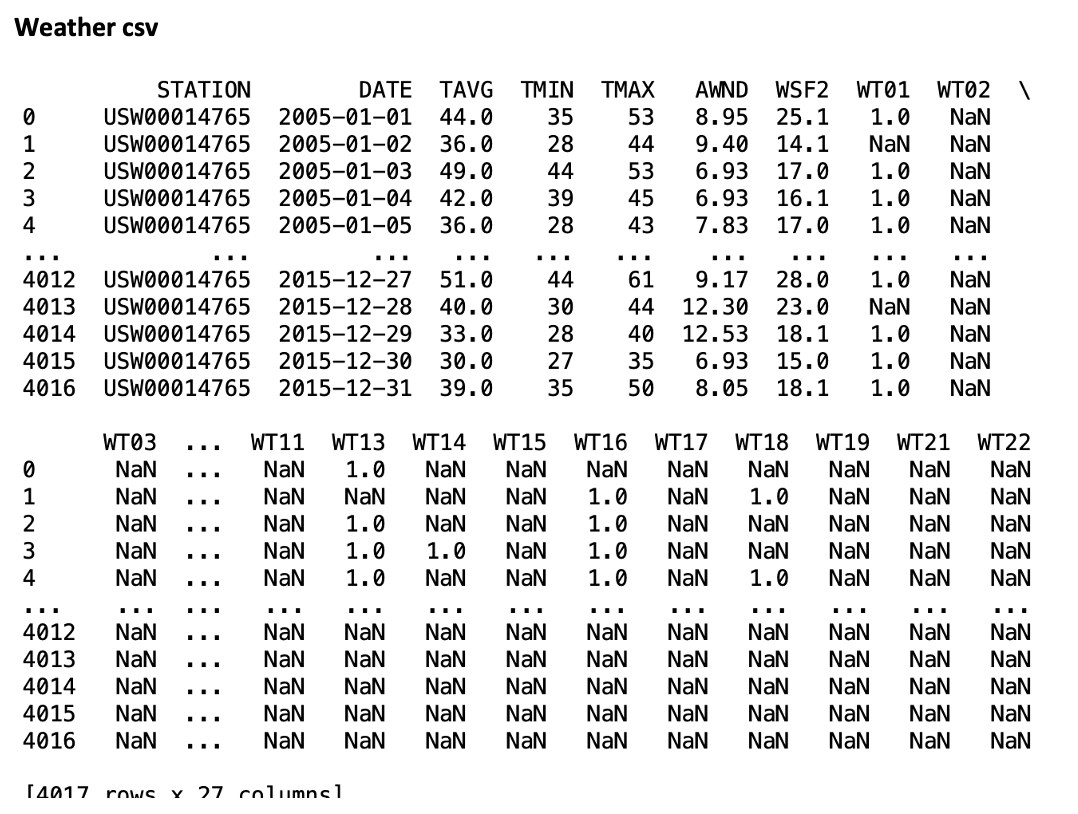 Weather csv
STATION DATE TAVG TMIN TMAX AWND WSF2 WT01 WT02 \
0 USW00014765 2005-01-01 44.0 35 53 8.95 25.1 1.0 NaN
1 USW00014765 2005-01-02 36.0 28 44 9.40 14.1 NaN NaN
2 USW00014765 2005-01-03 49.0 44 53 6.93 17.0 1.0 NaN
3 USW00014765 2005-01-04 42.0 39 45 6.93 16.1 1.0 NaN
4 USW00014765 2005-01-05 36.0 28 43 7.83 17.0 1.0 NaN
... ... ... ... ... ... ... ... ... ...
4012 USW00014765 2015-12-27 51.0 44 61 9.17 28.0 1.0 NaN
4013 USW00014765 2015-12-28 40.0 30 44 12.30 23.0 NaN NaN
4014 USW00014765 2015-12-29 33.0 28 40 12.53 18.1 1.0 NaN
4015 USW00014765 2015-12-30 30.0 27 35 6.93 15.0 1.0 NaN
4016 USW00014765 2015-12-31 39.0 35 50 8.05 18.1 1.0 NaN
WT03 ... WT11 WT13 WT14 WT15 WT16 WT17 WT18 WT19 WT21 WT22
0 NaN ... NaN 1.0 NaN NaN NaN NaN NaN NaN NaN NaN
1 NaN ... NaN NaN NaN NaN 1.0 NaN 1.0 NaN NaN NaN
2 NaN ... NaN 1.0 NaN NaN 1.0 NaN NaN NaN NaN NaN
3 NaN ... NaN 1.0 1.0 NaN 1.0 NaN NaN NaN NaN NaN
4 NaN ... NaN 1.0 NaN NaN 1.0 NaN 1.0 NaN NaN NaN
... ... ... ... ... ... ... ... ... ... ... ... ...
4012 NaN ... NaN NaN NaN NaN NaN NaN NaN NaN NaN NaN
4013 NaN ... NaN NaN NaN NaN NaN NaN NaN NaN NaN NaN
4014 NaN ... NaN NaN NaN NaN NaN NaN NaN NaN NaN NaN
4015 NaN ... NaN NaN NaN NaN NaN NaN NaN NaN NaN NaN
4016 NaN ... NaN NaN NaN NaN NaN NaN NaN NaN NaN NaN
[4017 rows x 27 columns]